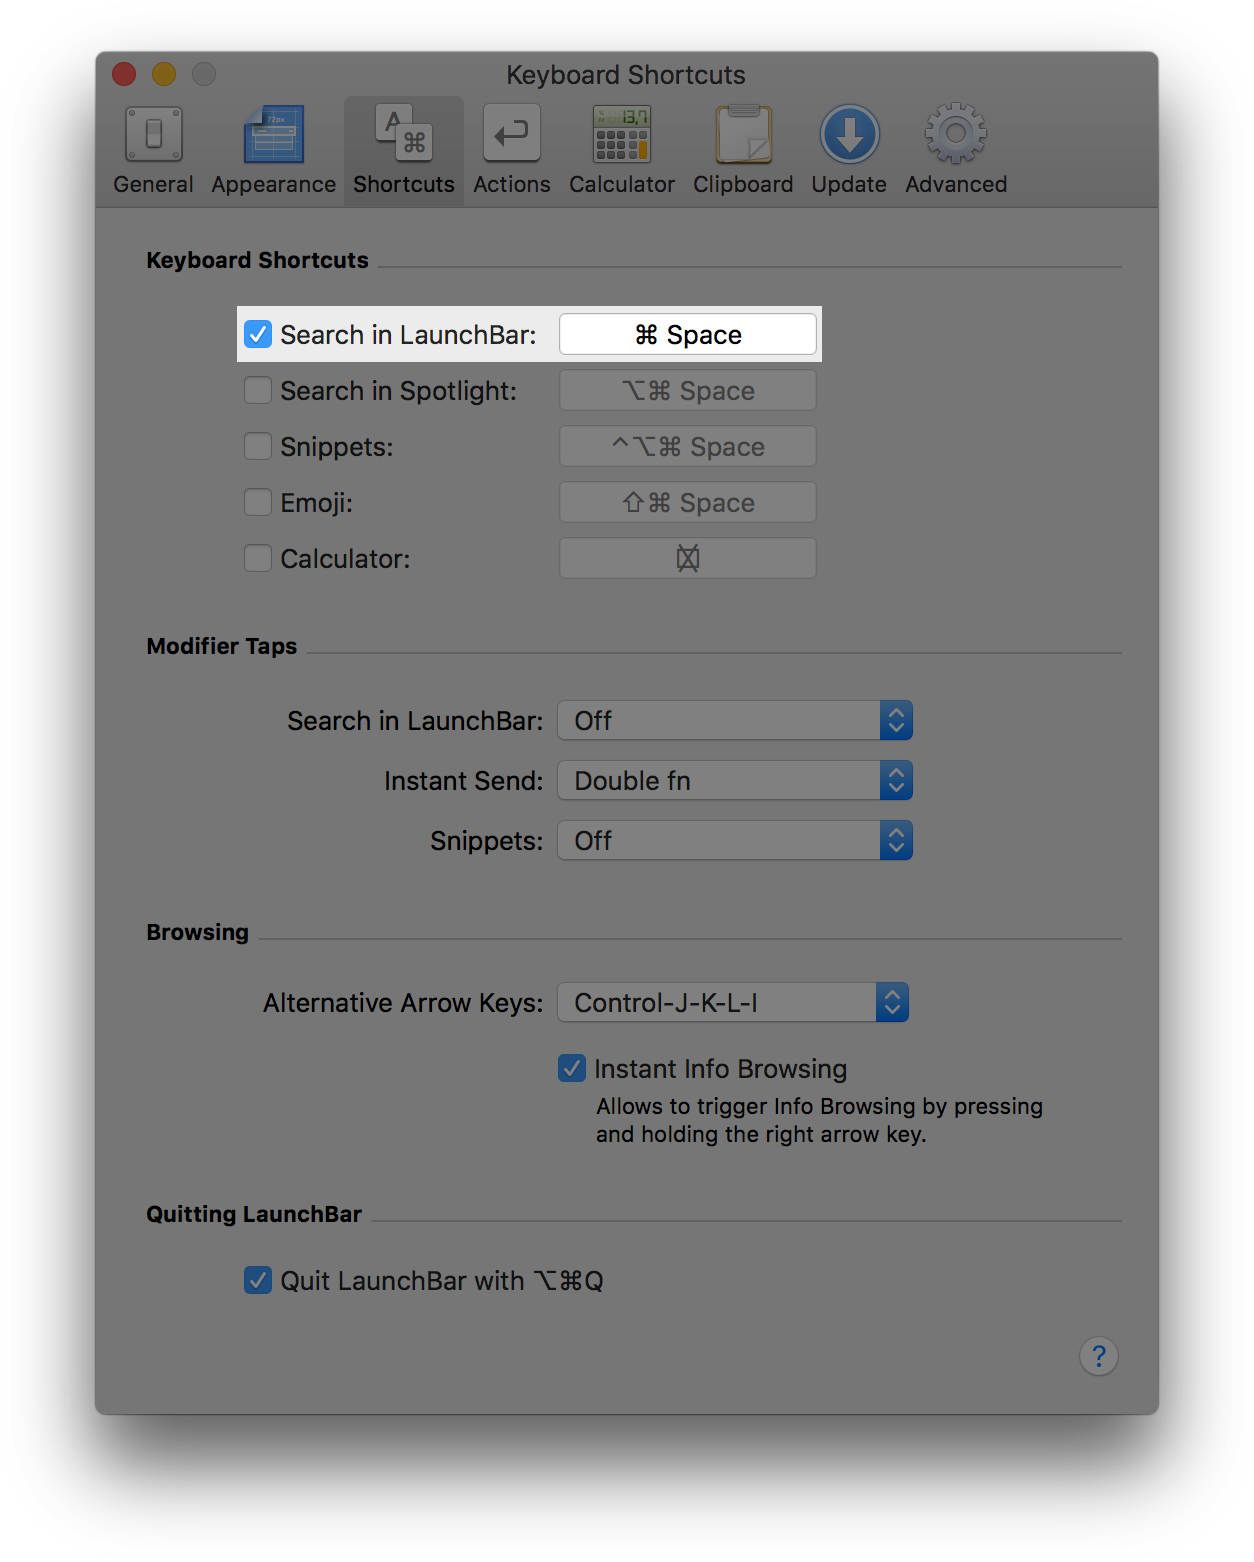 Keyboard Shortcuts
General Appearance Shortcuts Actions Calculator Clipboard Update Advanced
Keyboard Shortcuts
Search in LaunchBar: ⌘ Space
Search in Spotlight: ⌥⌘ Space
Snippets: ^⌥⌘ Space
Emoji: ⇧⌘ Space
Calculator:
Modifier Taps
Search in LaunchBar: Off
Instant Send: Double fn
Snippets: Off
Browsing
Alternative Arrow Keys: Control-J-K-L-I
Instant Info Browsing
Allows to trigger Info Browsing by pressing
and holding the right arrow key.
Quitting LaunchBar
Quit LaunchBar with ⌥⌘Q
?